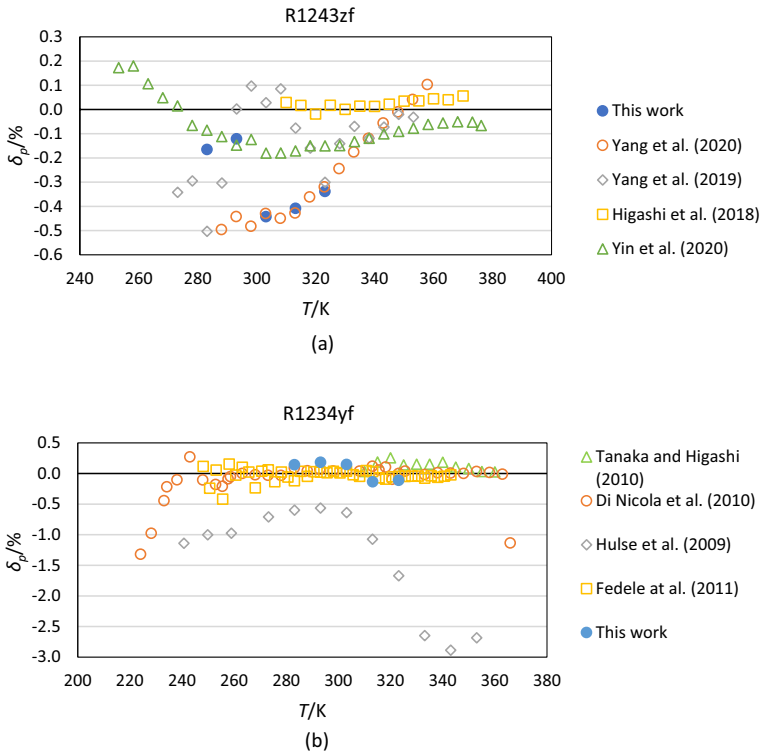 R1243zf
0.3
0.2
0.1
0.0
-0.1
-0.2
-0.3
-0.4
-0.5
-0.6
δp/%
240 260 280 300 320 340 360 380 400
T/K
This work
Yang et al. (2020)
Yang et al. (2019)
Higashi et al. (2018)
Yin et al. (2020)
(a)
R1234yf
0.5
0.0
-0.5
-1.0
-1.5
-2.0
-2.5
-3.0
δp/%
200 220 240 260 280 300 320 340 360 380
T/K
Tanaka and Higashi
(2010)
Di Nicola et al. (2010)
Hulse et al. (2009)
Fedele at al. (2011)
This work
(b)